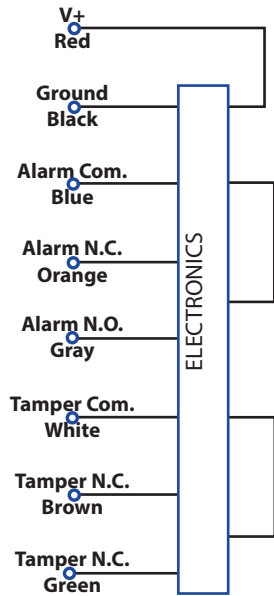 V+
Red
Ground
Black
Alarm Com.
Blue
Alarm N.C.
Orange
Alarm N.O.
Gray
Tamper Com.
White
Tamper N.C.
Brown
Tamper N.C.
Green
ELECTRONICS